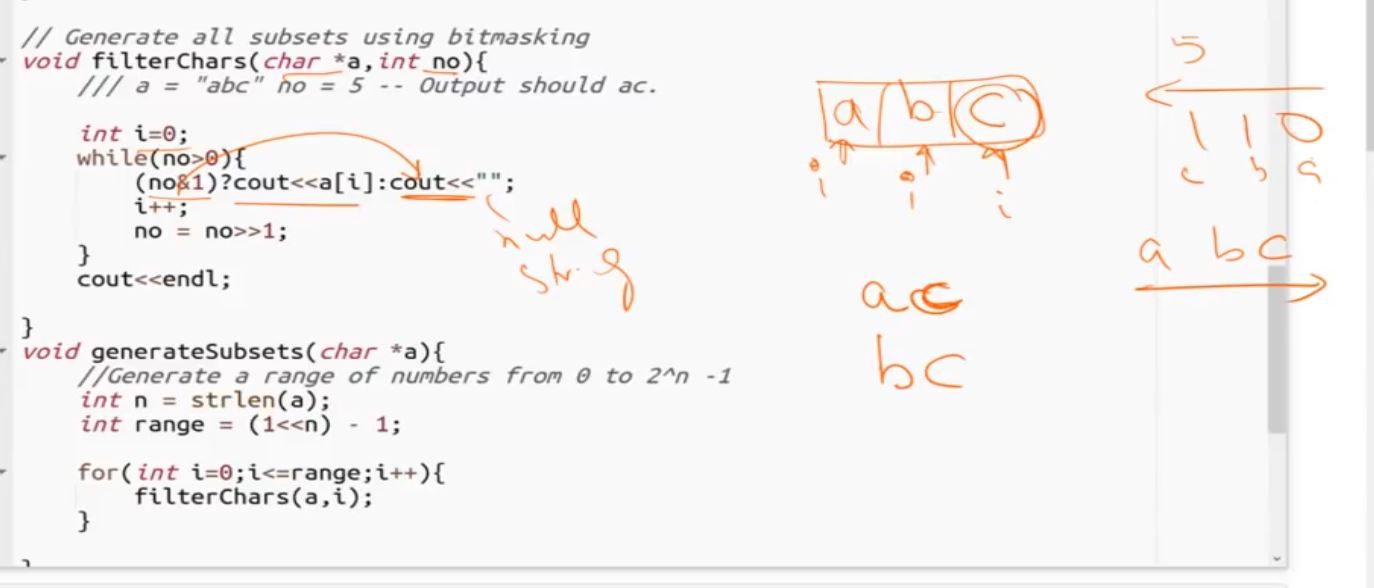 // Generate all subsets using bitmasking
void filterChars(char *a,int no){
/// a = "abc" no = 5 -- Output should ac.
int i=0;
while(no>0){
(no&1)?cout<<a[i]:cout<<"";
i++;
no = no>>1;
}
cout<<endl;
}
void generateSubsets(char *a){
//Generate a range of numbers from 0 to 2^n -1
int n = strlen(a);
int range = (1<<n) - 1;
for(int i=0;i<=range;i++){
filterChars(a,i);
}
}
null
string
a b c
i i i
ac
bc
5
1 1 0
c b a
a b c